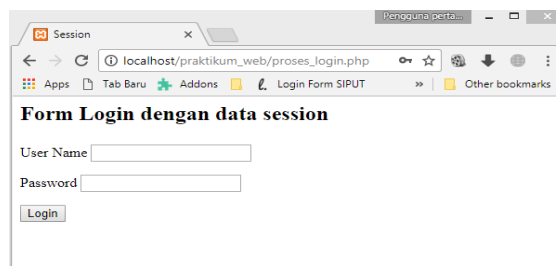 Pengguna perta...
Session
localhost/praktikum_web/proses_login.php
Apps Tab Baru Addons Login Form SIPUT » Other bookmarks
Form Login dengan data session
User Name
Password
Login